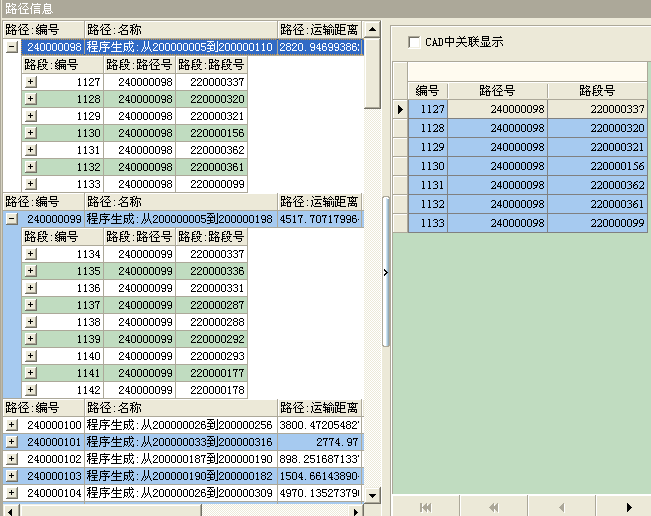 路径信息
路径:编号 路径:名称 路径:运输距离
240000098 程序生成:从200000005到200000110 2820.94699386
路段:编号 路段:路径号 路段:路段号
1127 240000098 220000337
1128 240000098 220000320
1129 240000098 220000321
1130 240000098 220000156
1131 240000098 220000362
1132 240000098 220000361
1133 240000098 220000099
路径:编号 路径:名称 路径:运输距离
240000099 程序生成:从200000005到200000198 4517.70717996
路段:编号 路段:路径号 路段:路段号
1134 240000099 220000337
1135 240000099 220000336
1136 240000099 220000331
1137 240000099 220000287
1138 240000099 220000288
1139 240000099 220000292
1140 240000099 220000293
1141 240000099 220000177
1142 240000099 220000178
路径:编号 路径:名称 路径:运输距离
240000100 程序生成:从200000026到200000256 3800.47205482
240000101 程序生成:从200000033到200000316 2774.97
240000102 程序生成:从200000187到200000190 898.251687133
240000103 程序生成:从200000190到200000182 1504.66143890
240000104 程序生成:从200000026到200000309 4970.13527379
CAD中关联显示
编号 路径号 路段号
1127 240000098 220000337
1128 240000098 220000320
1129 240000098 220000321
1130 240000098 220000156
1131 240000098 220000362
1132 240000098 220000361
1133 240000098 220000099